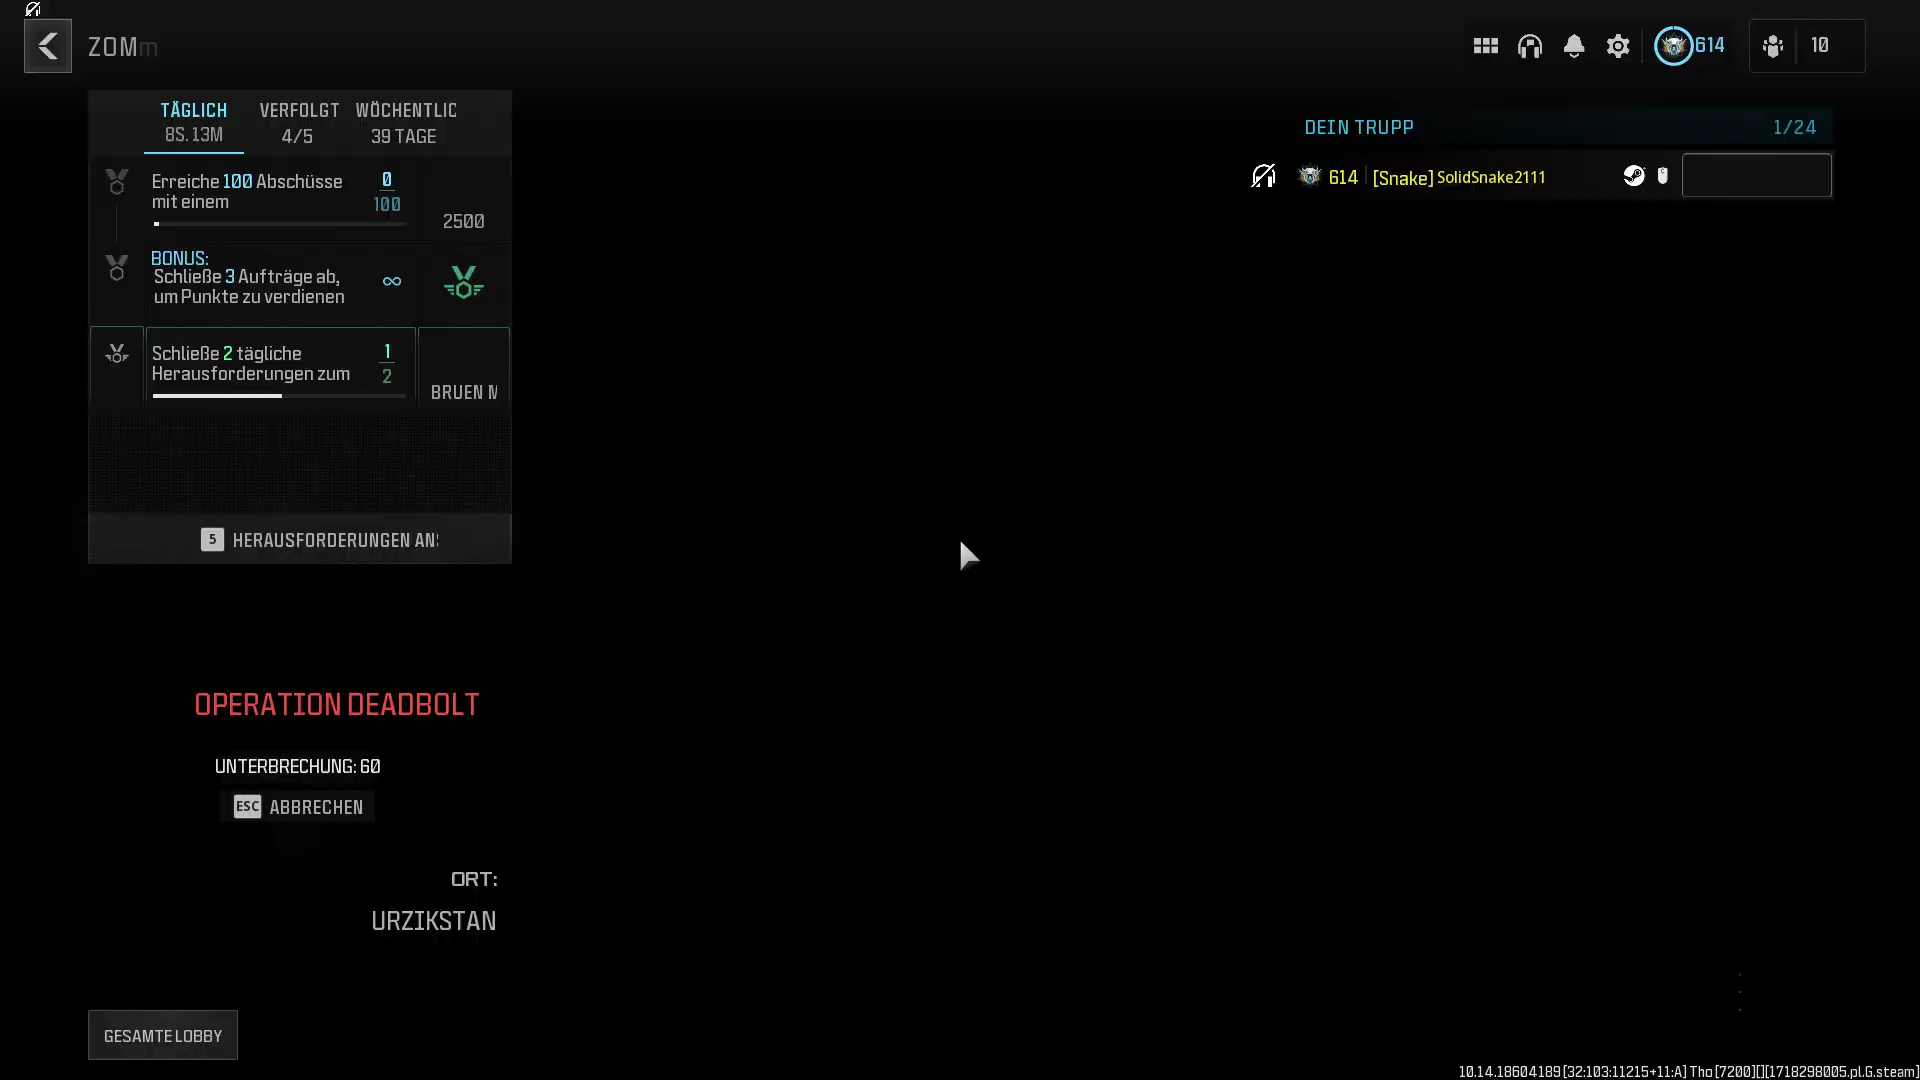 ZOMm
614
10
TÄGLICH
8S. 13M
VERFOLGT
4/5
WÖCHENTLIC
39 TAGE
Erreiche 100 Abschüsse
mit einem
0
100
2500
BONUS:
Schließe 3 Aufträge ab,
um Punkte zu verdienen
∞
Schließe 2 tägliche
Herausforderungen zum
1
2
BRUEN M
5 HERAUSFORDERUNGEN AN
DEIN TRUPP
1/24
614 [Snake] SolidSnake2111
OPERATION DEADBOLT
UNTERBRECHUNG: 60
ESC ABBRECHEN
ORT:
URZIKSTAN
GESAMTE LOBBY
10.14.18604189 [32:103:11215+11:A] Tho [7200][][1718298005.pl.G.steam]